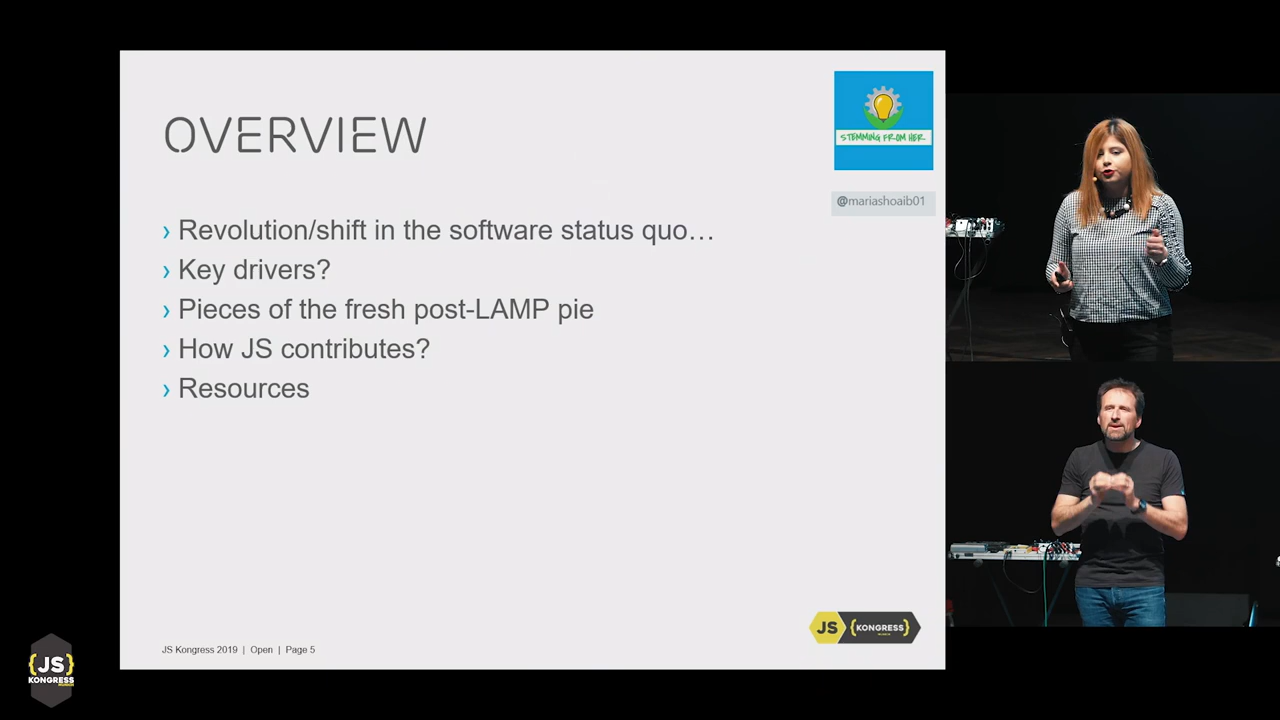 OVERVIEW
STEMMING FROM HER
@mariashoaib01
› Revolution/shift in the software status quo…
› Key drivers?
› Pieces of the fresh post-LAMP pie
› How JS contributes?
› Resources
JS {KONGRESS}
JS Kongress 2019 | Open | Page 5
{JS}
KONGRESS